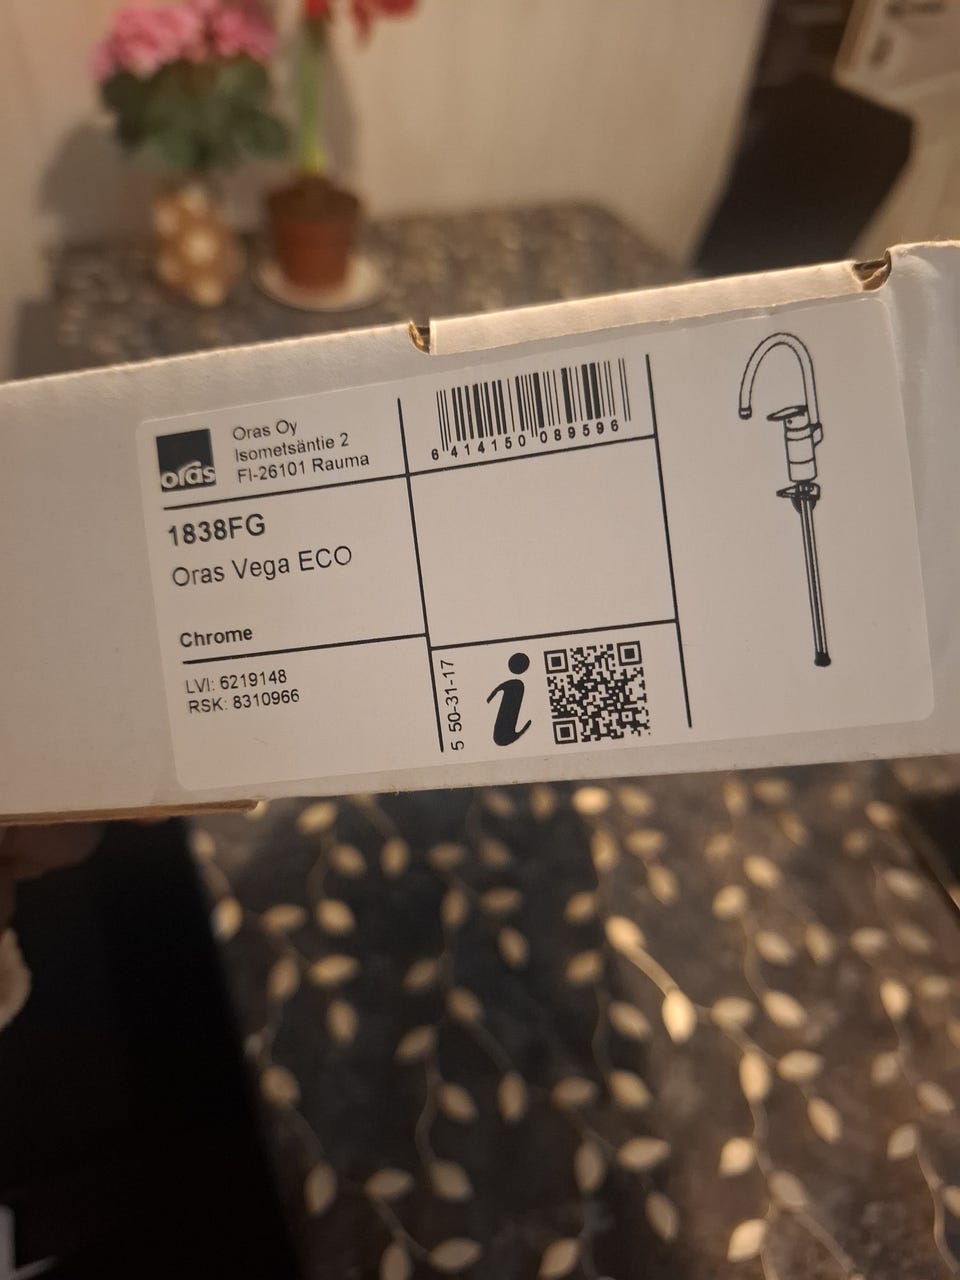 oras
Oras Oy
Isometsäntie 2
FI-26101 Rauma
1838FG
Oras Vega ECO
Chrome
LVI: 6219148
RSK: 8310966
6 414150 089596
5 50-31-17
i